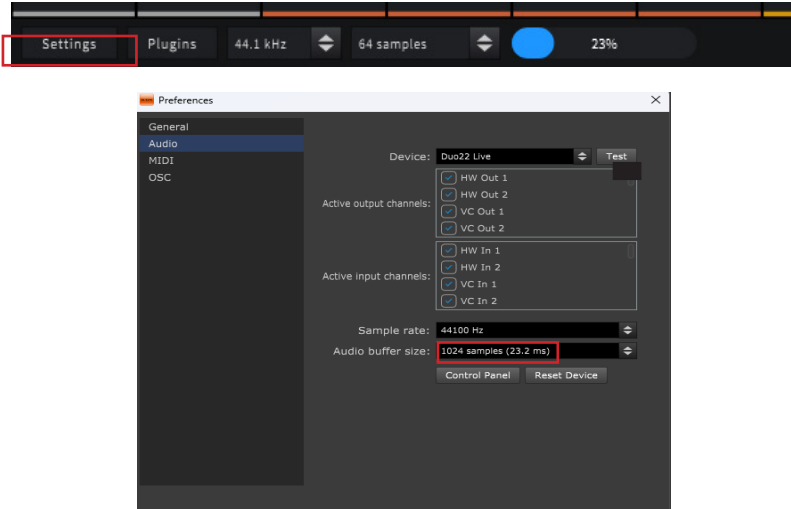 Settings Plugins 44.1 kHz 64 samples 23%
Preferences
General
Audio
MIDI
OSC
Device: Duo22 Live Test
Active output channels:
HW Out 1
HW Out 2
VC Out 1
VC Out 2
Active input channels:
HW In 1
HW In 2
VC In 1
VC In 2
Sample rate: 44100 Hz
Audio buffer size: 1024 samples (23.2 ms)
Control Panel Reset Device